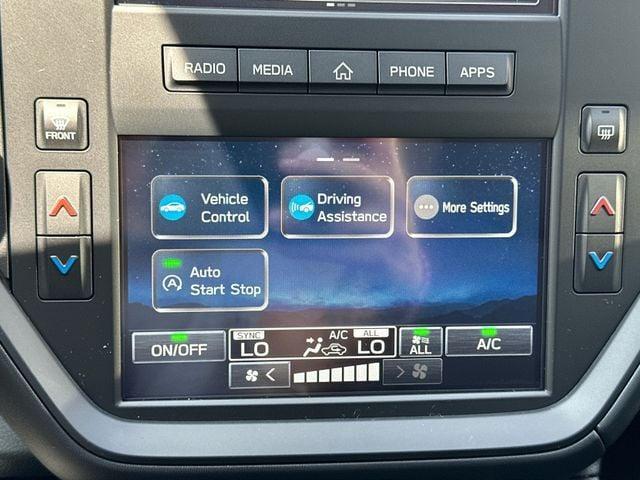 RADIO MEDIA PHONE APPS
FRONT
Vehicle Control
Driving Assistance
More Settings
A Auto Start Stop
ON/OFF
SYNC A/C ALL
LO LO
ALL
A/C